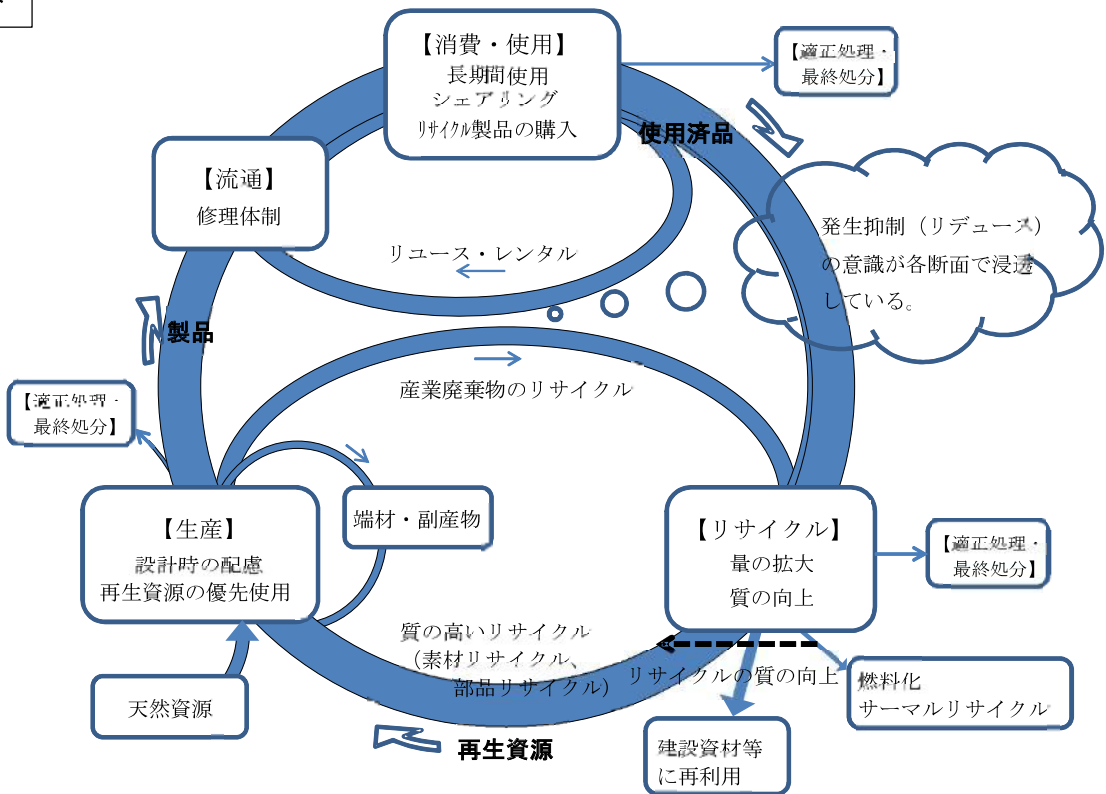 【消費・使用】
長期間使用
シェアリング
リサイクル製品の購入
【適正処理・
最終処分】
使用済品
【流通】
修理体制
発生抑制（リデュース）
の意識が各断面で浸透
している。
リユース・レンタル
製品
産業廃棄物のリサイクル
【適正処理・
最終処分】
【生産】
設計時の配慮
再生資源の優先使用
端材・副産物
【リサイクル】
量の拡大
質の向上
【適正処理・
最終処分】
質の高いリサイクル
（素材リサイクル、
部品リサイクル）
リサイクルの質の向上
天然資源
燃料化
サーマルリサイクル
再生資源
建設資材等
に再利用